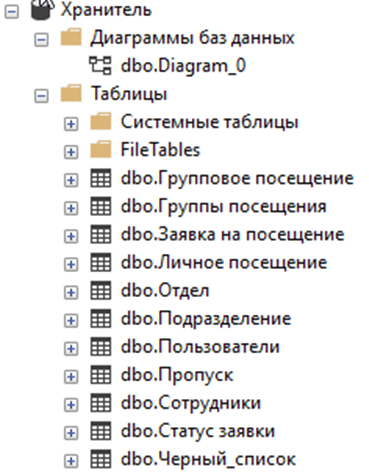 Хранитель
Диаграммы баз данных
dbo.Diagram_0
Таблицы
Системные таблицы
FileTables
dbo.Групповое посещение
dbo.Группы посещения
dbo.Заявка на посещение
dbo.Личное посещение
dbo.Отдел
dbo.Подразделение
dbo.Пользователи
dbo.Пропуск
dbo.Сотрудники
dbo.Статус заявки
dbo.Черный_список